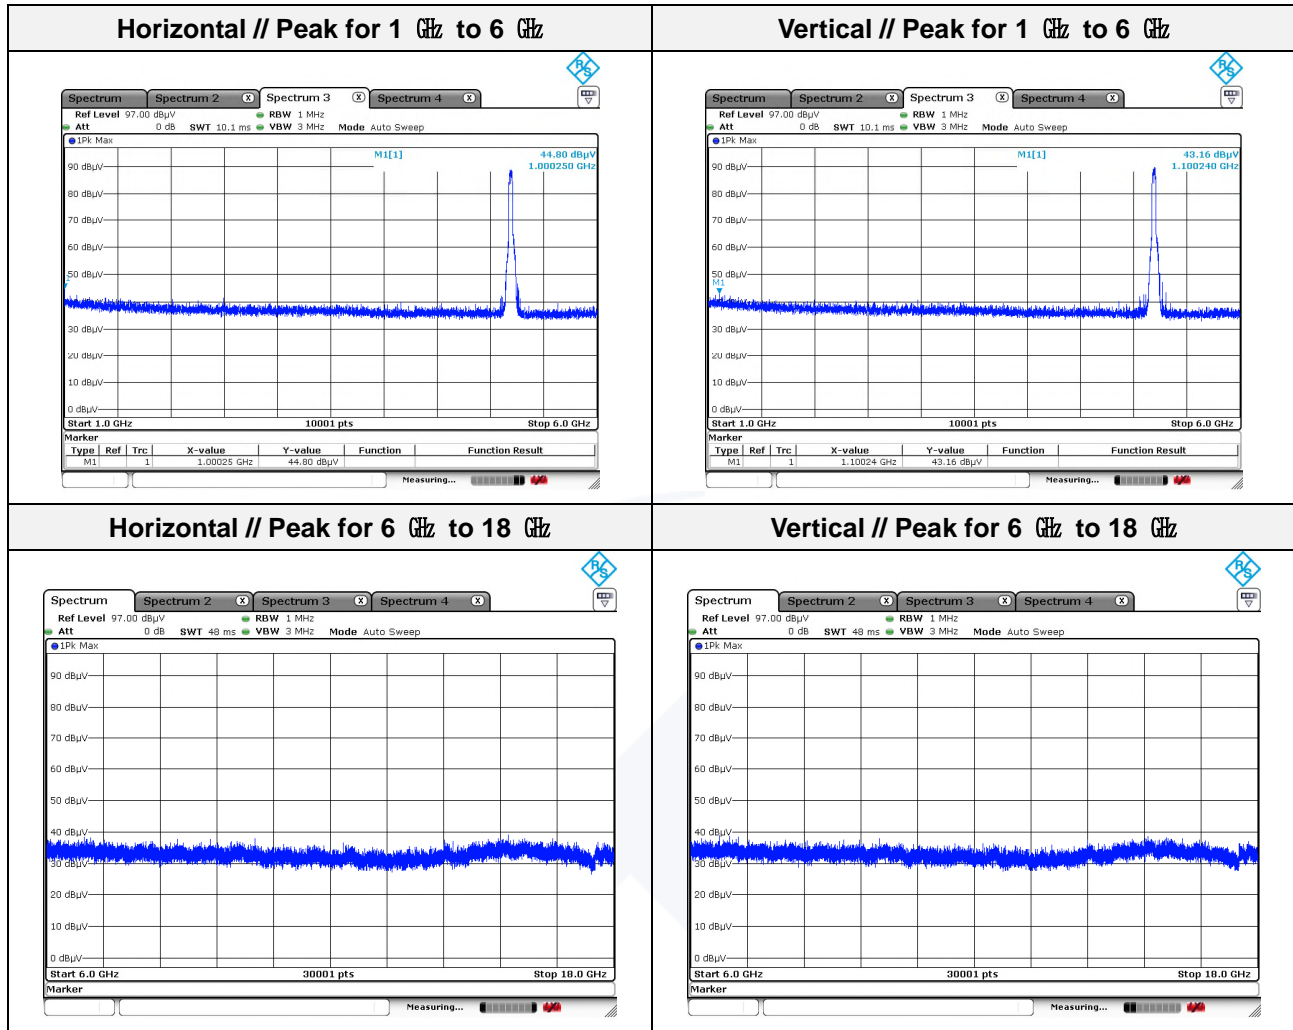 Horizontal // Peak for 1 ㎓ to 6 ㎓
Vertical // Peak for 1 ㎓ to 6 ㎓
R&S
Spectrum Spectrum 2 X Spectrum 3 X Spectrum 4 X
Ref Level 97.00 dBµV RBW 1 MHz
Att 0 dB SWT 10.1 ms VBW 3 MHz Mode Auto Sweep
1Pk Max
M1[1] 44.80 dBµV
1.000250 GHz
90 dBµV
80 dBµV
70 dBµV
60 dBµV
50 dBµV
30 dBµV
20 dBµV
10 dBµV
0 dBµV
Start 1.0 GHz 10001 pts Stop 6.0 GHz
Marker
Type Ref Trc X-value Y-value Function Function Result
M1 1 1.00025 GHz 44.80 dBµV
Measuring...
R&S
Spectrum Spectrum 2 X Spectrum 3 X Spectrum 4 X
Ref Level 97.00 dBµV RBW 1 MHz
Att 0 dB SWT 10.1 ms VBW 3 MHz Mode Auto Sweep
1Pk Max
M1[1] 43.16 dBµV
1.100240 GHz
90 dBµV
80 dBµV
70 dBµV
60 dBµV
50 dBµV
M1
30 dBµV
20 dBµV
10 dBµV
0 dBµV
Start 1.0 GHz 10001 pts Stop 6.0 GHz
Marker
Type Ref Trc X-value Y-value Function Function Result
M1 1 1.10024 GHz 43.16 dBµV
Measuring...
Horizontal // Peak for 6 ㎓ to 18 ㎓
Vertical // Peak for 6 ㎓ to 18 ㎓
R&S
Spectrum Spectrum 2 X Spectrum 3 X Spectrum 4 X
Ref Level 97.00 dBµV RBW 1 MHz
Att 0 dB SWT 48 ms VBW 3 MHz Mode Auto Sweep
1Pk Max
90 dBµV
80 dBµV
70 dBµV
60 dBµV
50 dBµV
40 dBµV
30 dBµV
20 dBµV
10 dBµV
0 dBµV
Start 6.0 GHz 30001 pts Stop 18.0 GHz
Marker
Measuring...
R&S
Spectrum Spectrum 2 X Spectrum 3 X Spectrum 4 X
Ref Level 97.00 dBµV RBW 1 MHz
Att 0 dB SWT 48 ms VBW 3 MHz Mode Auto Sweep
1Pk Max
90 dBµV
80 dBµV
70 dBµV
60 dBµV
50 dBµV
40 dBµV
30 dBµV
20 dBµV
10 dBµV
0 dBµV
Start 6.0 GHz 30001 pts Stop 18.0 GHz
Marker
Measuring...